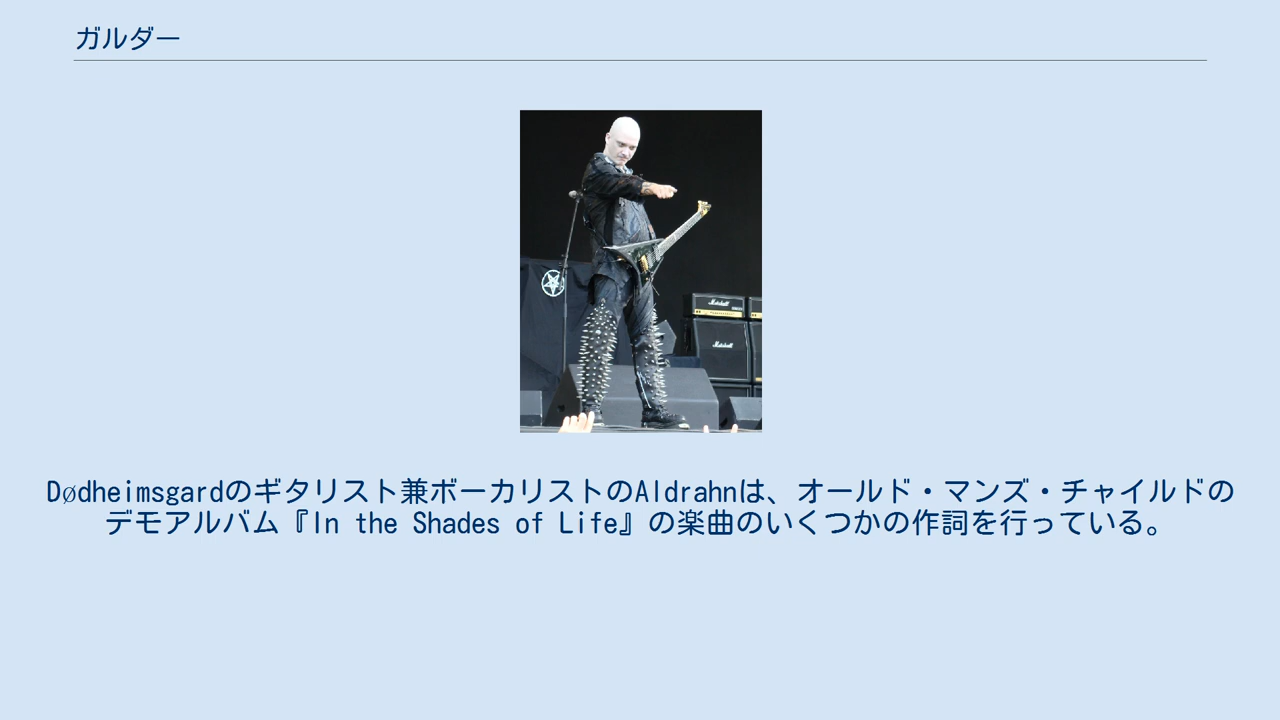 ガルダー
Marshall
Marshall
Dødheimsgardのギタリスト兼ボーカリストのAldrahnは、オールド・マンズ・チャイルドの
デモアルバム『In the Shades of Life』の楽曲のいくつかの作詞を行っている。